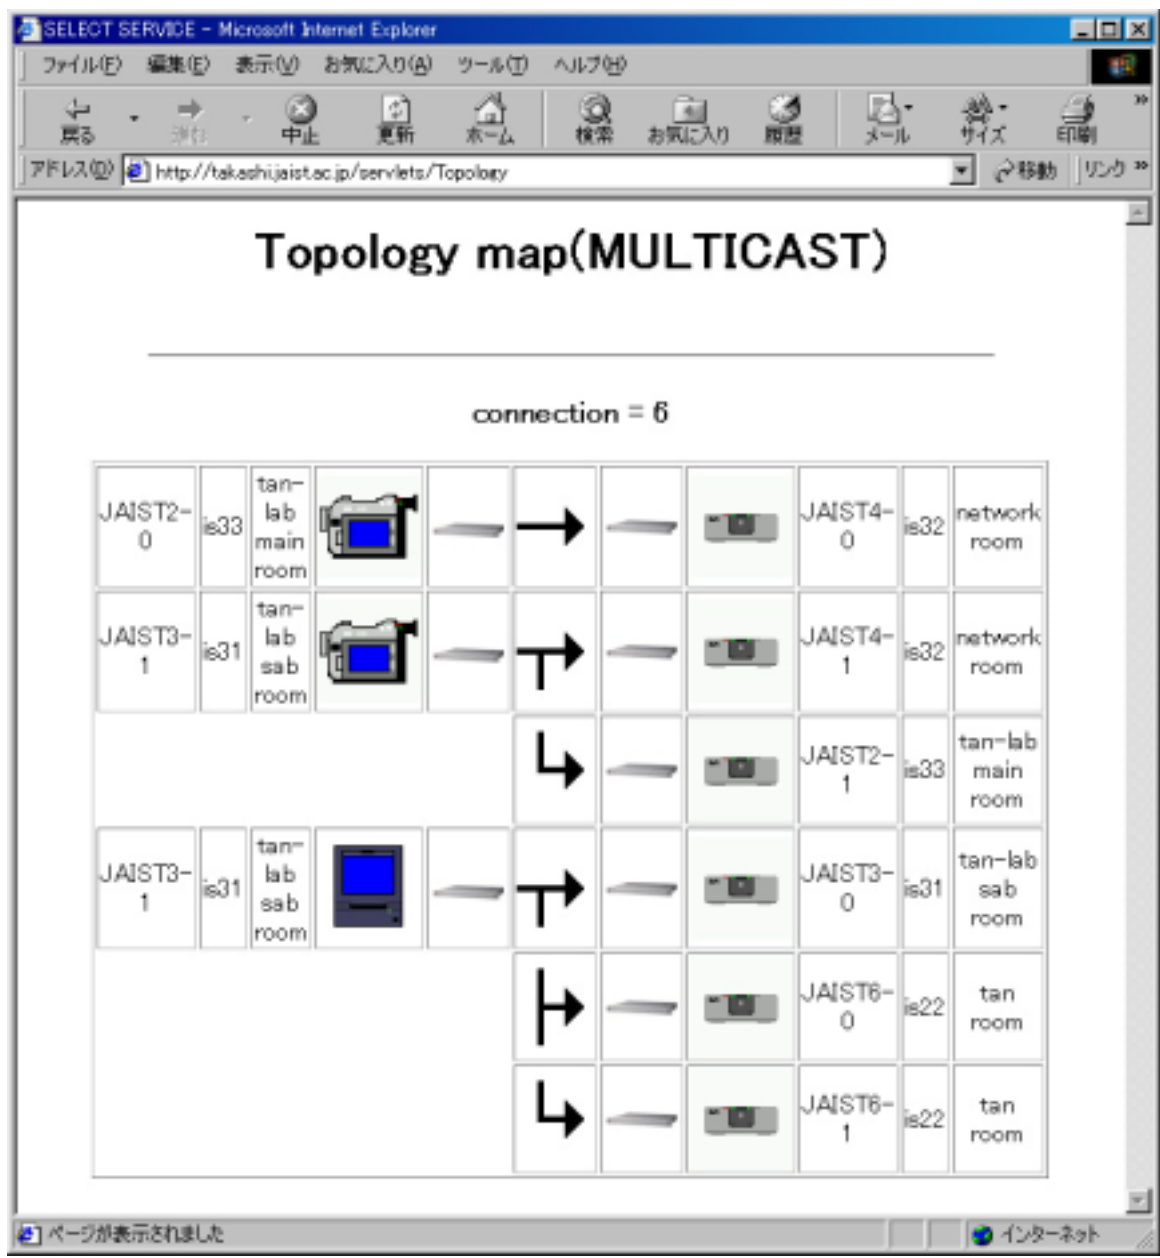 SELECT SERVICE - Microsoft Internet Explorer
ファイル(F) 編集(E) 表示(V) お気に入り(A) ツール(T) ヘルプ(H)
戻る 進む 中止 更新 ホーム 検索 お気に入り 履歴 メール サイズ 印刷 »
アドレス(D) http://takashi.jaist.ac.jp/servlets/Topology 移動 リンク »
Topology map(MULTICAST)
connection = 6
JAIST2-
0
is33
tan-
lab
main
room
JAIST4-
0
is32
network
room
JAIST3-
1
is31
tan-
lab
sab
room
JAIST4-
1
is32
network
room
JAIST2-
1
is33
tan-lab
main
room
JAIST3-
1
is31
tan-
lab
sab
room
JAIST3-
0
is31
tan-lab
sab
room
JAIST6-
0
is22
tan
room
JAIST6-
1
is22
tan
room
ページが表示されました インターネット